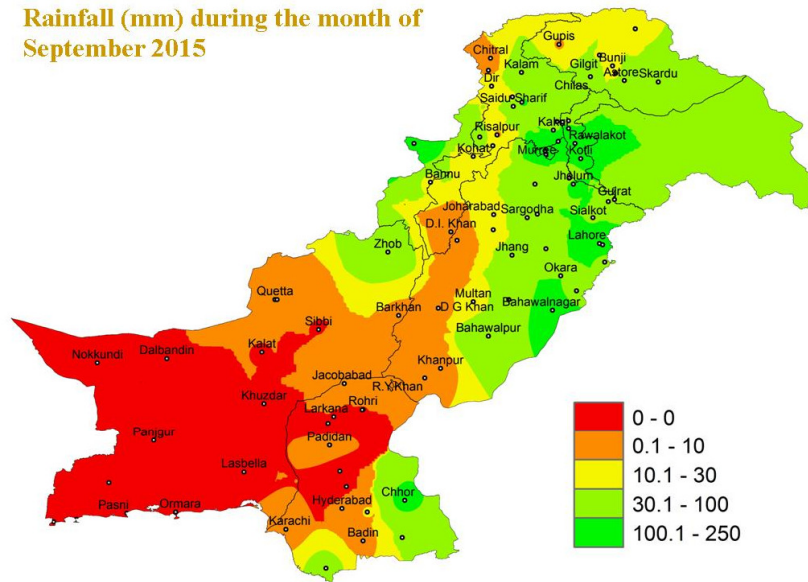 Rainfall (mm) during the month of
September 2015
Gupis
Chitral
Bunji
Kalam
Gilgit
Dir
Astore
Skardu
Chilas
Saidu Sharif
Kakul
Risalpur
Rawalakot
Kohat
Murree
Kotli
Bannu
Jhalum
Gujrat
Joharabad
Sargodha
Sialkot
D.I. Khan
Zhob
Lahore
Jhang
Okara
Quetta
Multan
Barkhan
D G Khan
Bahawalnagar
Sibbi
Bahawalpur
Kalat
Nokkundi
Dalbandin
Khanpur
Jacobabad
R.Y.Khan
Khuzdar
Rohri
Larkana
Panjgur
Padidan
Lasbella
Chhor
Pasni
Ormara
Hyderabad
Karachi
Badin
0 - 0
0.1 - 10
10.1 - 30
30.1 - 100
100.1 - 250